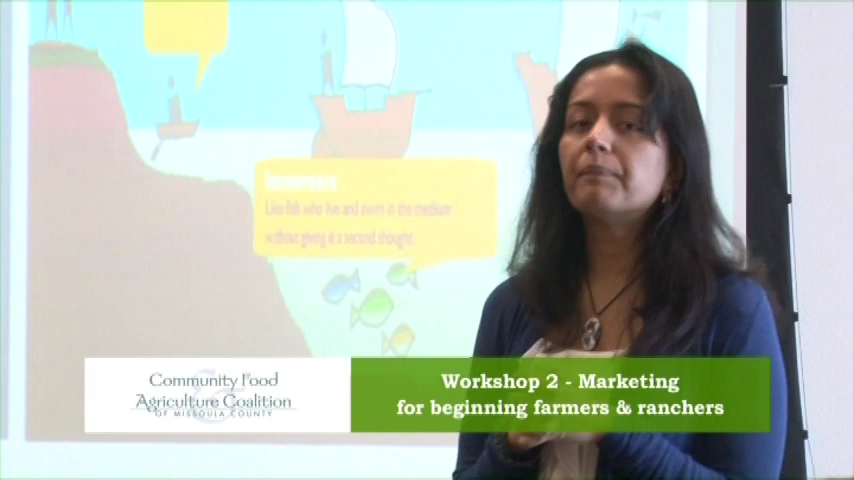 Like fish who live and swim in the medium
without giving it a second thought.
Community Food
&
Agriculture Coalition
OF MISSOULA COUNTY
Workshop 2 - Marketing
for beginning farmers & ranchers